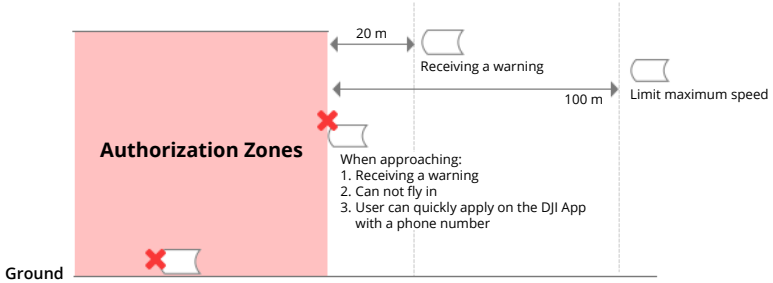 20 m
Receiving a warning
100 m
Limit maximum speed
Authorization Zones
When approaching:
1. Receiving a warning
2. Can not fly in
3. User can quickly apply on the DJI App
with a phone number
Ground